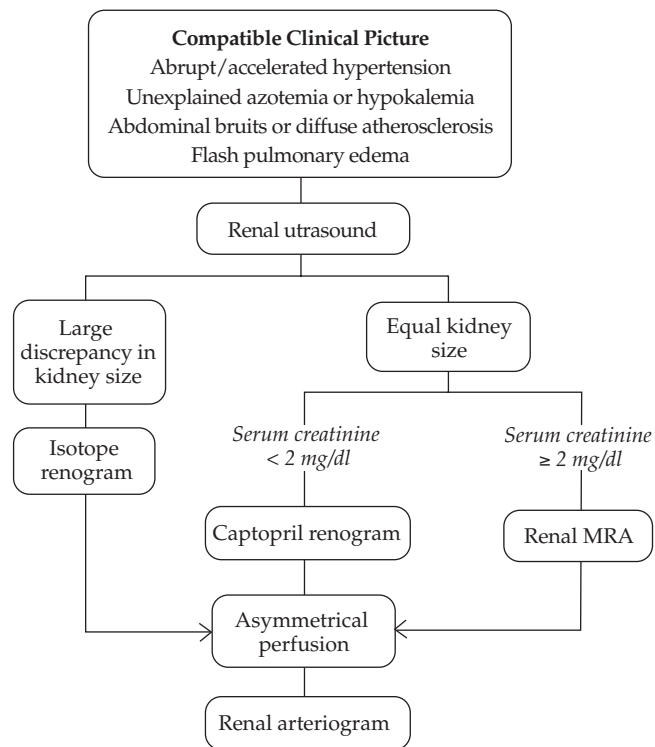 Compatible Clinical Picture
Abrupt/accelerated hypertension
Unexplained azotemia or hypokalemia
Abdominal bruits or diffuse atherosclerosis
Flash pulmonary edema
Renal utrasound
Large
discrepancy in
kidney size
Equal kidney
size
Isotope
renogram
Serum creatinine
< 2 mg/dl
Serum creatinine
≥ 2 mg/dl
Captopril renogram
Renal MRA
Asymmetrical
perfusion
Renal arteriogram